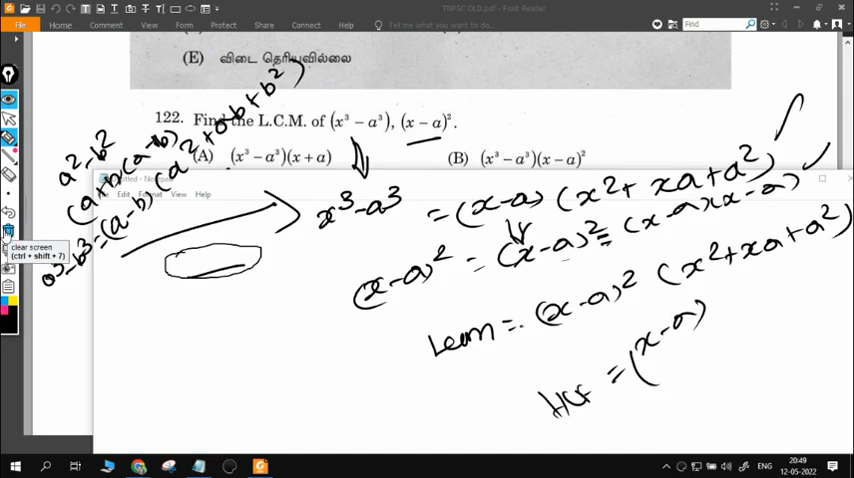 TNPSC OLD.pdf - Foxit Reader
File Home Comment View Form Protect Share Connect Help Tell me what you want to do
(E) விடை தெரியவில்லை
122. Find the L.C.M. of (x³ − a³), (x − a)².
(A) (x³ − a³)(x + a) (B) (x³ − a³)(x − a)²
Untitled - Notepad
File Edit Format View Help
a²-b²
(a+b)(a-b)
a³-b³=(a-b)(a²+ab+b²)
x³-a³ =(x-a)(x²+xa+a²)
(x-a)² = (x-a)² = (x-a)(x-a)
Lcm = (x-a)² (x²+xa+a²)
HCF = (x-a)
clear screen
(ctrl + shift + 7)
ENG
20:49
12-05-2022